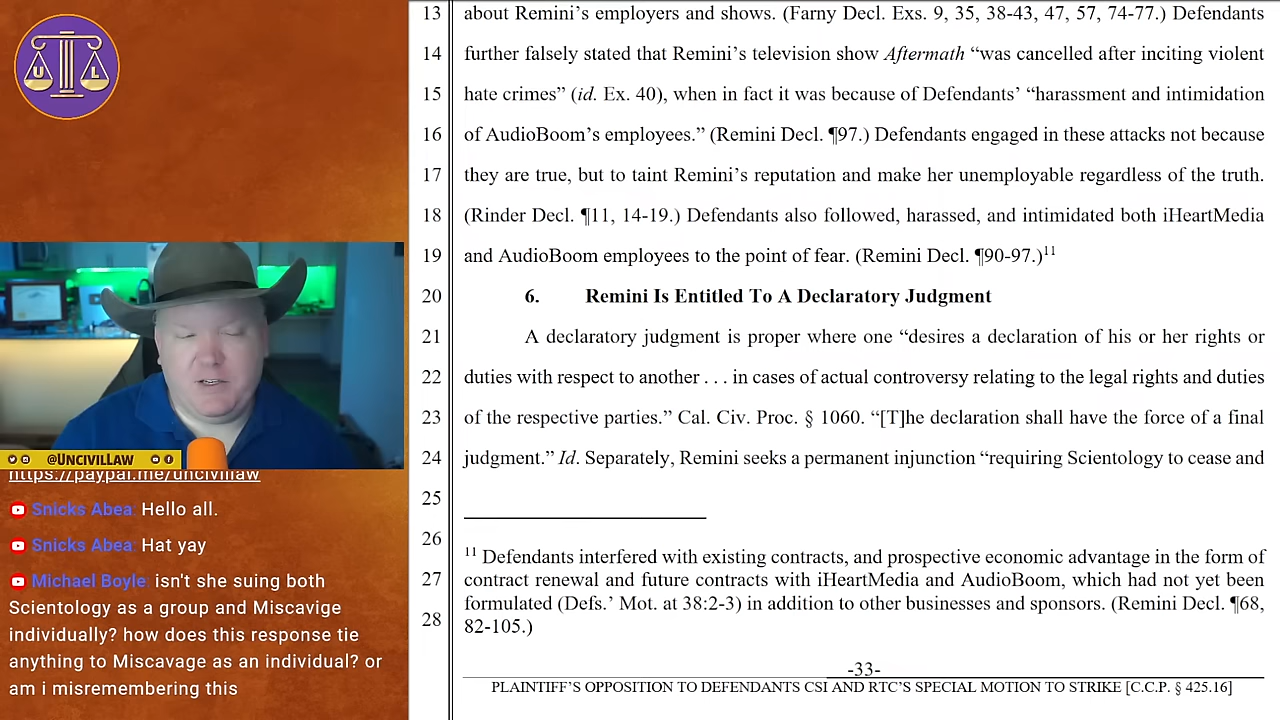 U L
@UNCIVILLAW
https://paypal.me/uncivillaw
Snicks Abea: Hello all.
Snicks Abea: Hat yay
Michael Boyle: isn't she suing both
Scientology as a group and Miscavige
individually? how does this response tie
anything to Miscavage as an individual? or
am i misremembering this
13 about Remini’s employers and shows. (Farny Decl. Exs. 9, 35, 38-43, 47, 57, 74-77.) Defendants
14 further falsely stated that Remini’s television show Aftermath “was cancelled after inciting violent
15 hate crimes” (id. Ex. 40), when in fact it was because of Defendants’ “harassment and intimidation
16 of AudioBoom’s employees.” (Remini Decl. ¶97.) Defendants engaged in these attacks not because
17 they are true, but to taint Remini’s reputation and make her unemployable regardless of the truth.
18 (Rinder Decl. ¶11, 14-19.) Defendants also followed, harassed, and intimidated both iHeartMedia
19 and AudioBoom employees to the point of fear. (Remini Decl. ¶90-97.)11
20 6. Remini Is Entitled To A Declaratory Judgment
21 A declaratory judgment is proper where one “desires a declaration of his or her rights or
22 duties with respect to another . . . in cases of actual controversy relating to the legal rights and duties
23 of the respective parties.” Cal. Civ. Proc. § 1060. “[T]he declaration shall have the force of a final
24 judgment.” Id. Separately, Remini seeks a permanent injunction “requiring Scientology to cease and
25
26 11 Defendants interfered with existing contracts, and prospective economic advantage in the form of
27 contract renewal and future contracts with iHeartMedia and AudioBoom, which had not yet been
formulated (Defs.’ Mot. at 38:2-3) in addition to other businesses and sponsors. (Remini Decl. ¶68,
28 82-105.)
-33-
PLAINTIFF’S OPPOSITION TO DEFENDANTS CSI AND RTC’S SPECIAL MOTION TO STRIKE [C.C.P. § 425.16]